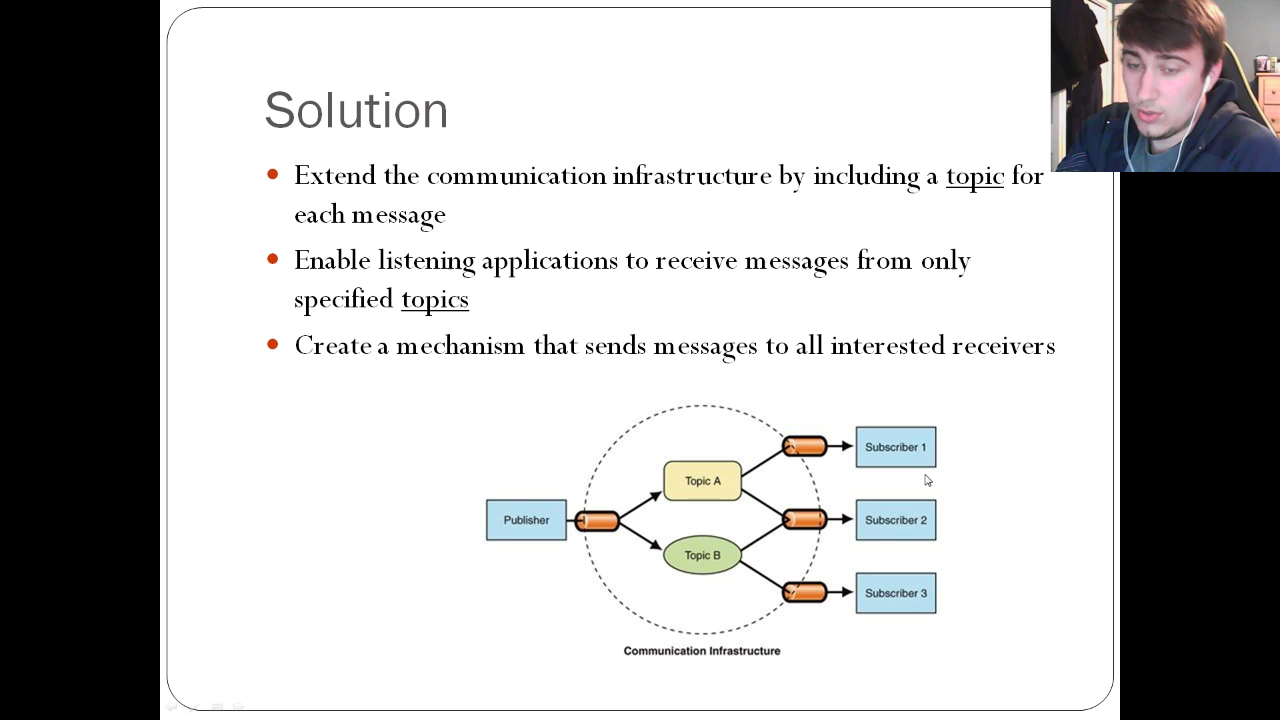 Solution
• Extend the communication infrastructure by including a topic for
each message
• Enable listening applications to receive messages from only
specified topics
• Create a mechanism that sends messages to all interested receivers
Subscriber 1
Topic A
Publisher
Subscriber 2
Topic B
Subscriber 3
Communication Infrastructure